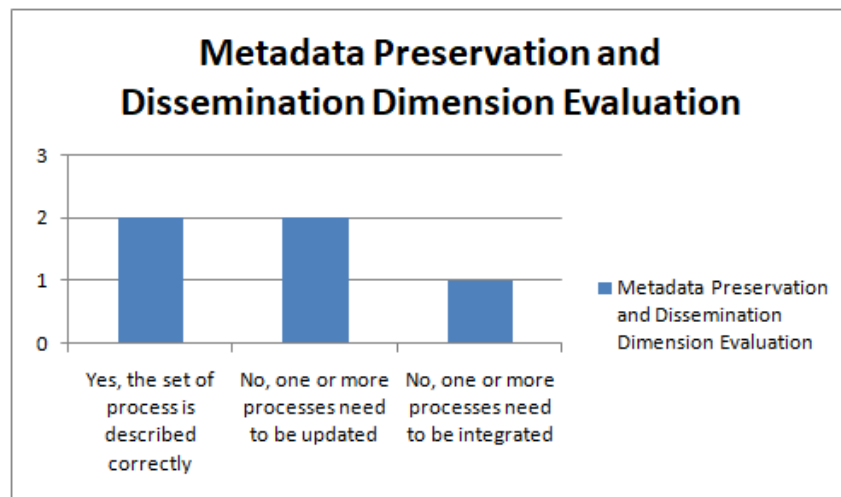 Metadata Preservation and
Dissemination Dimension Evaluation
3
2
1
0
Yes, the set of
process is
described
correctly
No, one or more
processes need
to be updated
No, one or more
processes need
to be integrated
Metadata Preservation
and Dissemination
Dimension Evaluation